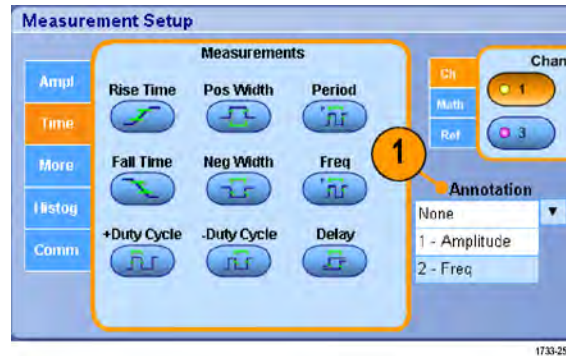 Measurement Setup
Measurements
Ampl
Time
More
Histog
Comm
Rise Time
Pos Width
Period
Fall Time
Neg Width
Freq
+Duty Cycle
-Duty Cycle
Delay
Ch
Math
Ref
Chan
1
3
1
Annotation
None
1 - Amplitude
2 - Freq
1733-25